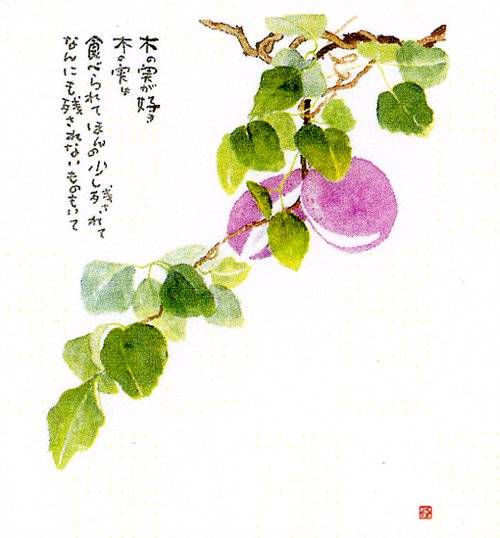 木の実が好き
木の実は
食べられてほんの少し残されて
なんにも残されないものもいて